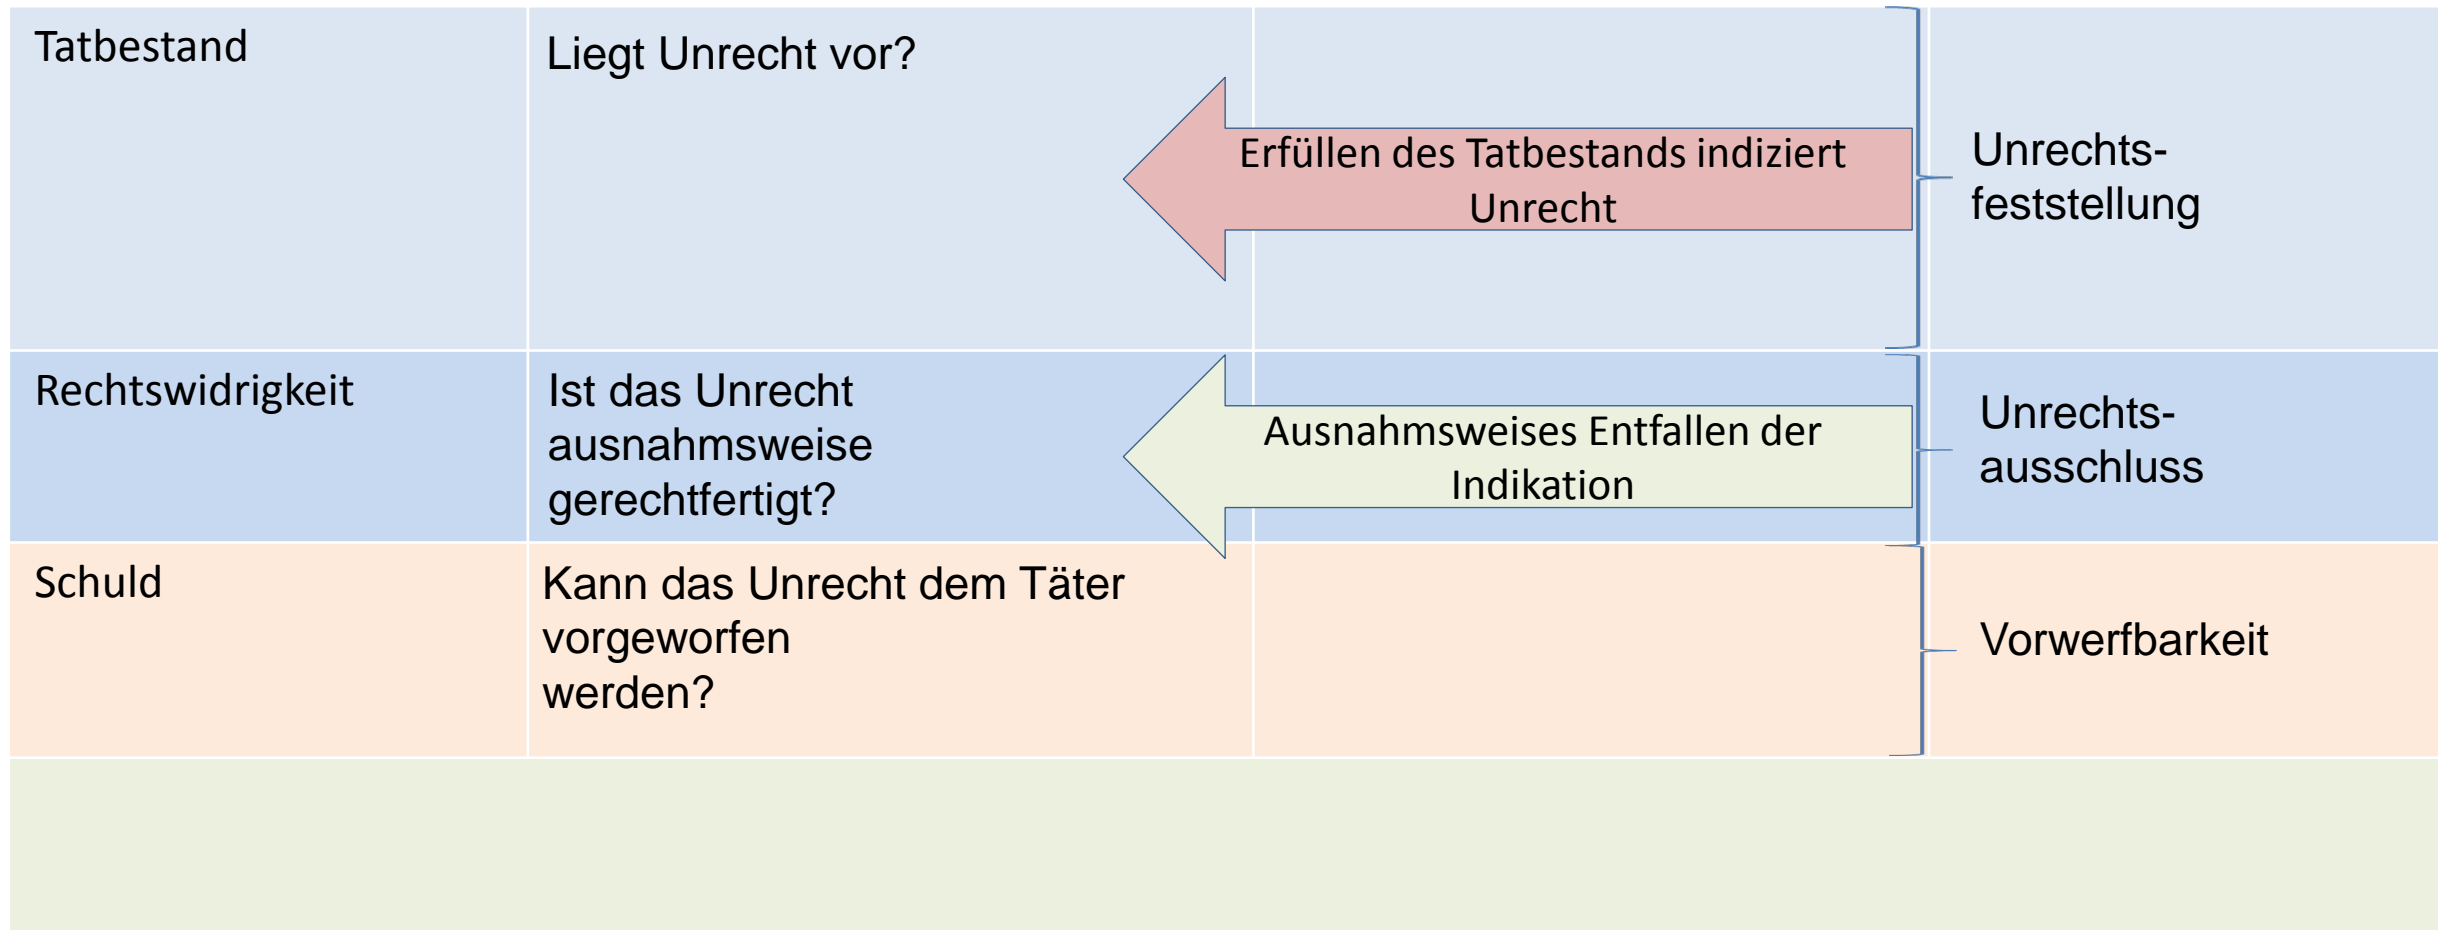 Tatbestand
Liegt Unrecht vor?
Erfüllen des Tatbestands indiziert
Unrecht
Unrechts-
feststellung
Rechtswidrigkeit
Ist das Unrecht
ausnahmsweise
gerechtfertigt?
Ausnahmsweises Entfallen der
Indikation
Unrechts-
ausschluss
Schuld
Kann das Unrecht dem Täter
vorgeworfen
werden?
Vorwerfbarkeit